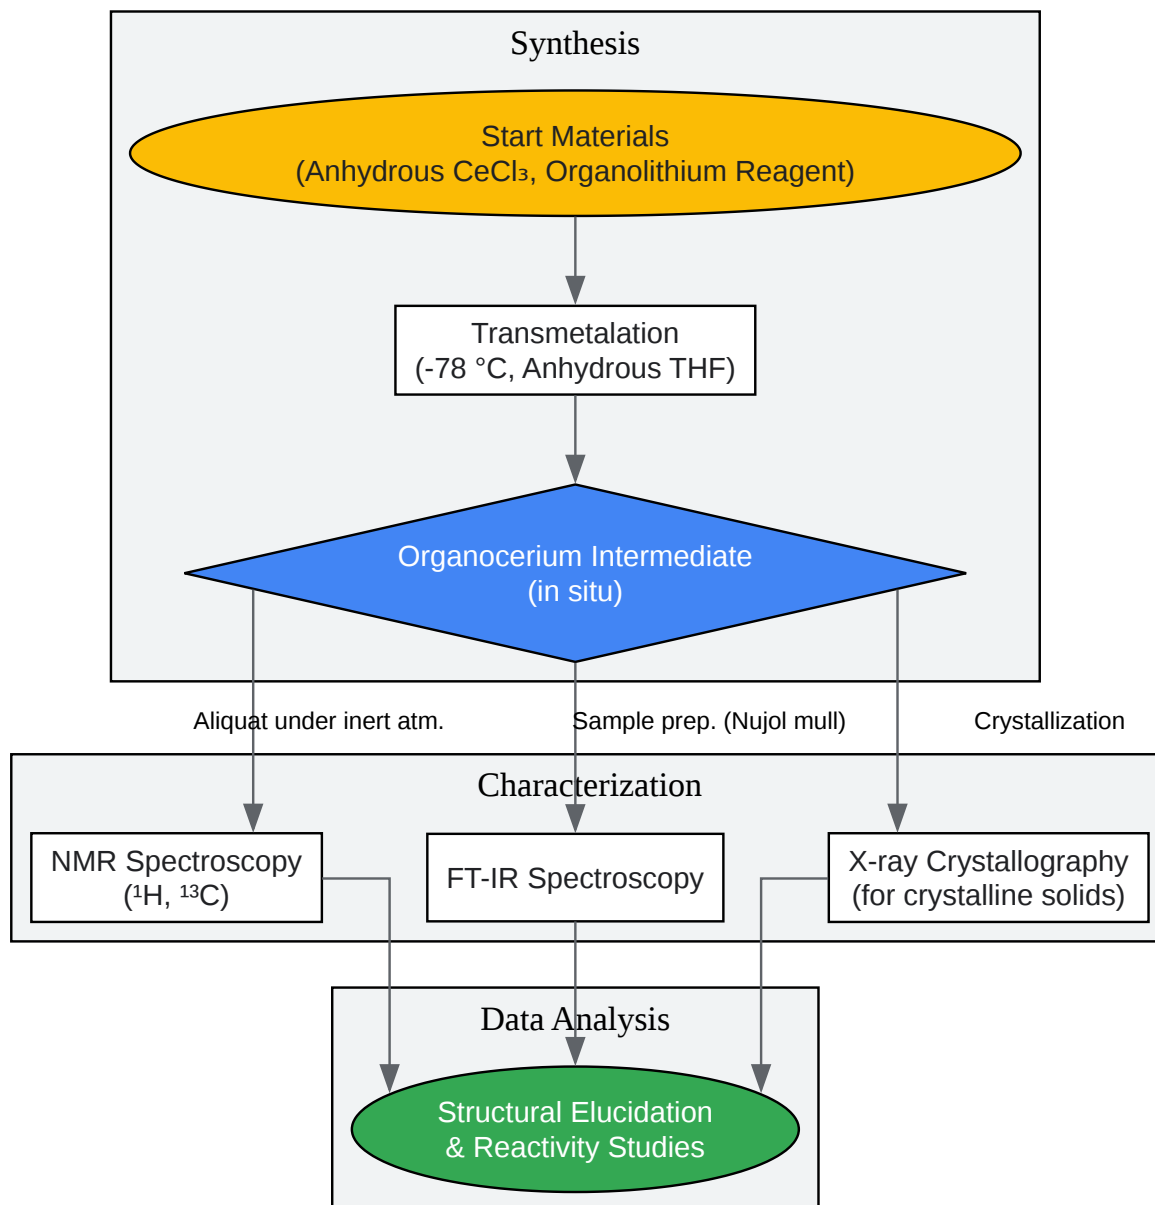 Synthesis
Start Materials
(Anhydrous CeCl₃, Organolithium Reagent)
Transmetalation
(-78 °C, Anhydrous THF)
Organocerium Intermediate
(in situ)
Aliquat under inert atm.
Sample prep. (Nujol mull)
Crystallization
Characterization
NMR Spectroscopy
(¹H, ¹³C)
FT-IR Spectroscopy
X-ray Crystallography
(for crystalline solids)
Data Analysis
Structural Elucidation
& Reactivity Studies